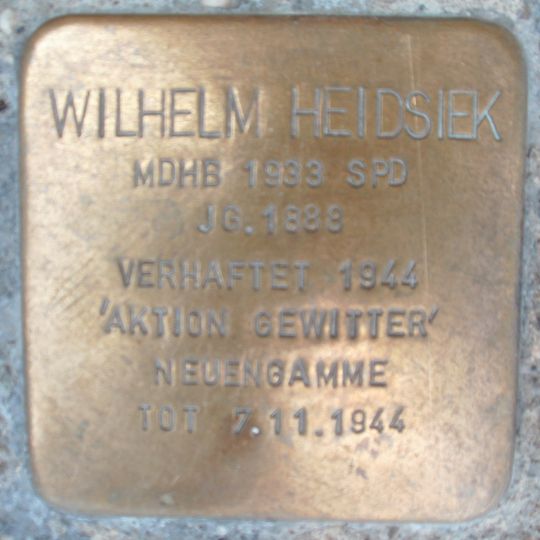 WILHELM HEIDSIEK
MDHB 1933 SPD
JG. 1888
VERHAFTET 1944
'AKTION GEWITTER'
NEUENGAMME
TOT 7.11.1944